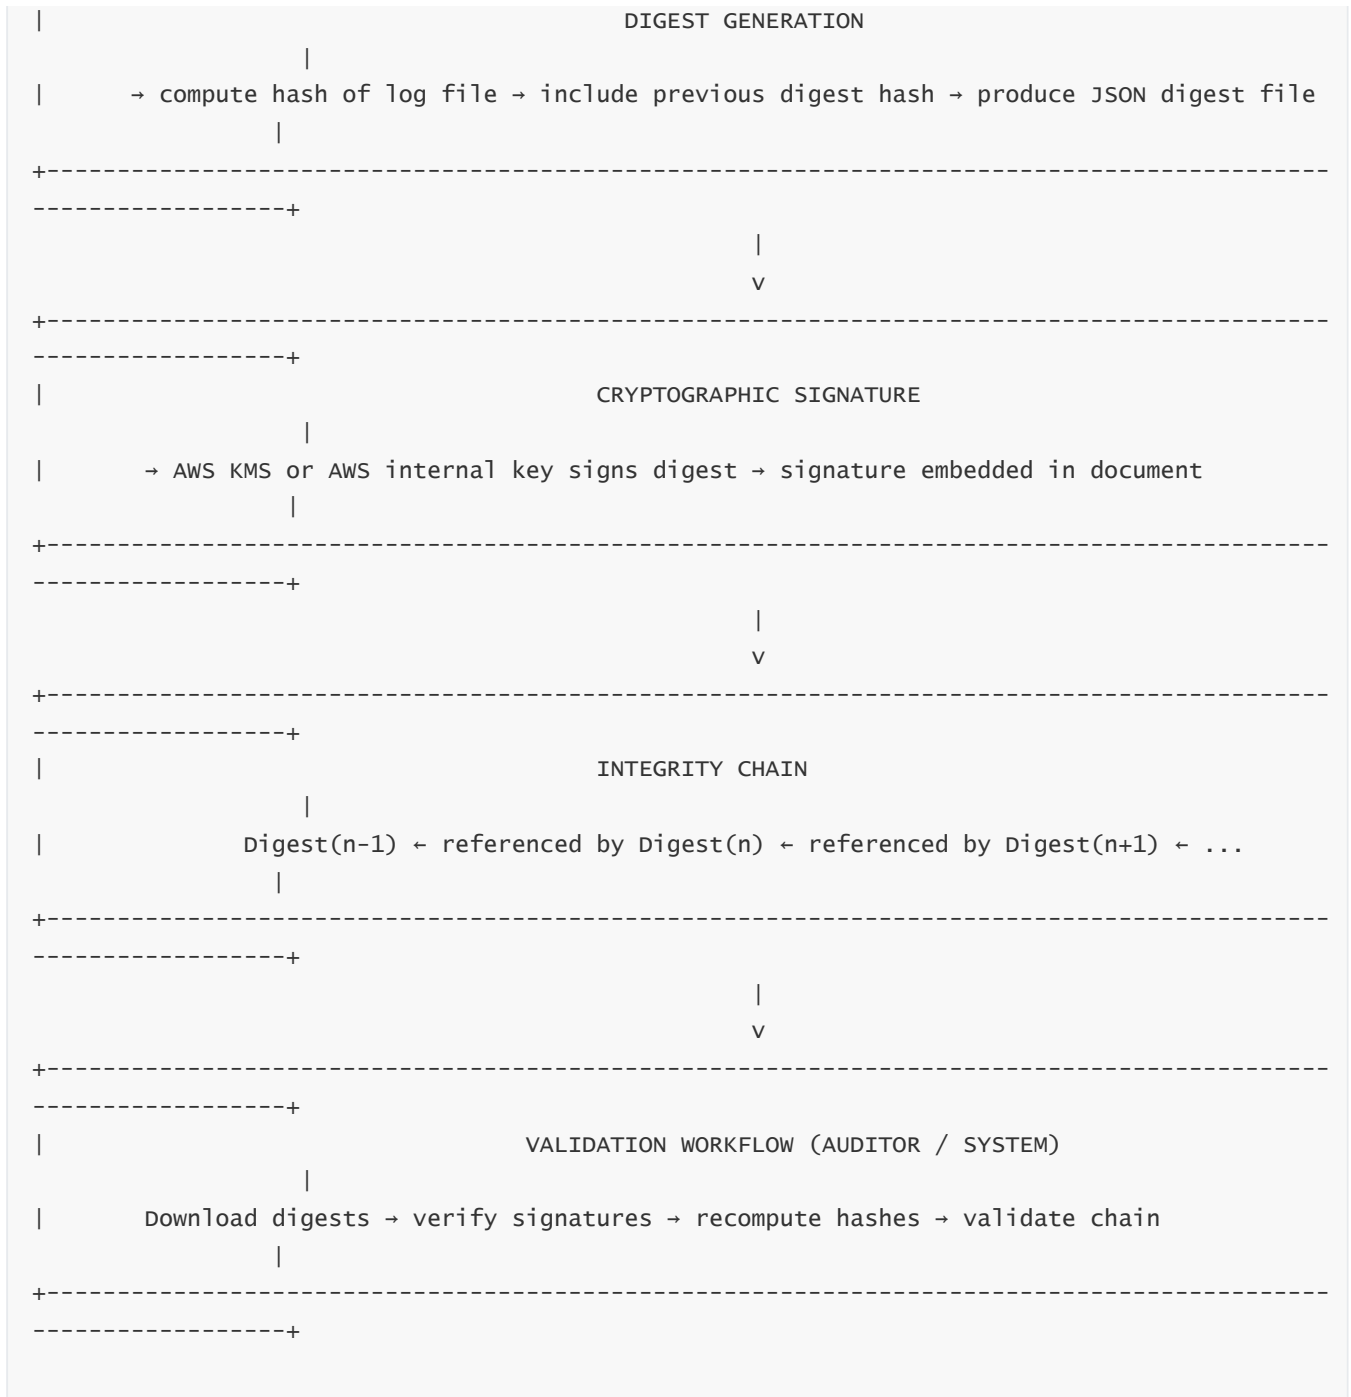 |                                         DIGEST GENERATION
                   |
|      → compute hash of log file → include previous digest hash → produce JSON digest file
                 |
+-------------------------------------------------------------------------------------------
------------------+
                                                   |
                                                   v
+-------------------------------------------------------------------------------------------
------------------+
|                                       CRYPTOGRAPHIC SIGNATURE
                   |
|       → AWS KMS or AWS internal key signs digest → signature embedded in document
                  |
+-------------------------------------------------------------------------------------------
------------------+
                                                   |
                                                   v
+-------------------------------------------------------------------------------------------
------------------+
|                                       INTEGRITY CHAIN
                   |
|              Digest(n-1) ← referenced by Digest(n) ← referenced by Digest(n+1) ← ...
                 |
+-------------------------------------------------------------------------------------------
------------------+
                                                   |
                                                   v
+-------------------------------------------------------------------------------------------
------------------+
|                                  VALIDATION WORKFLOW (AUDITOR / SYSTEM)
                   |
|       Download digests → verify signatures → recompute hashes → validate chain
                 |
+-------------------------------------------------------------------------------------------
------------------+